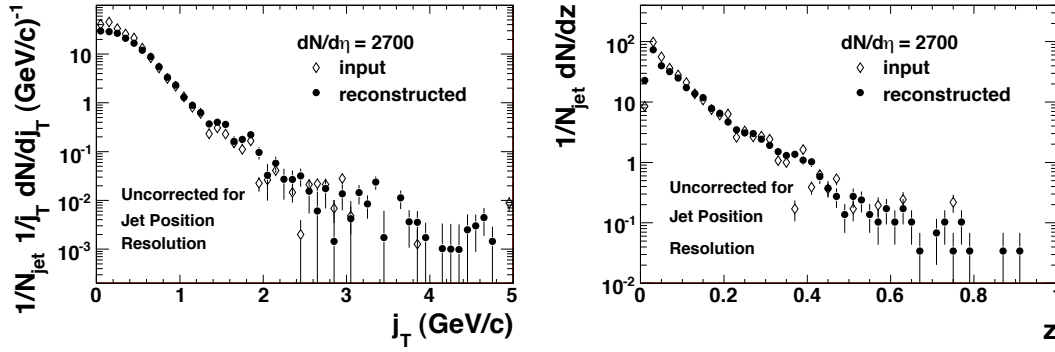 1/N_jet 1/j_T dN/dj_T (GeV/c)^-1
10
1
10^-1
10^-2
10^-3
dN/dη = 2700
input
reconstructed
Uncorrected for
Jet Position
Resolution
0 1 2 3 4 5
j_T (GeV/c)
1/N_jet dN/dz
10^2
10
1
10^-1
10^-2
dN/dη = 2700
input
reconstructed
Uncorrected for
Jet Position
Resolution
0 0.2 0.4 0.6 0.8 1
z